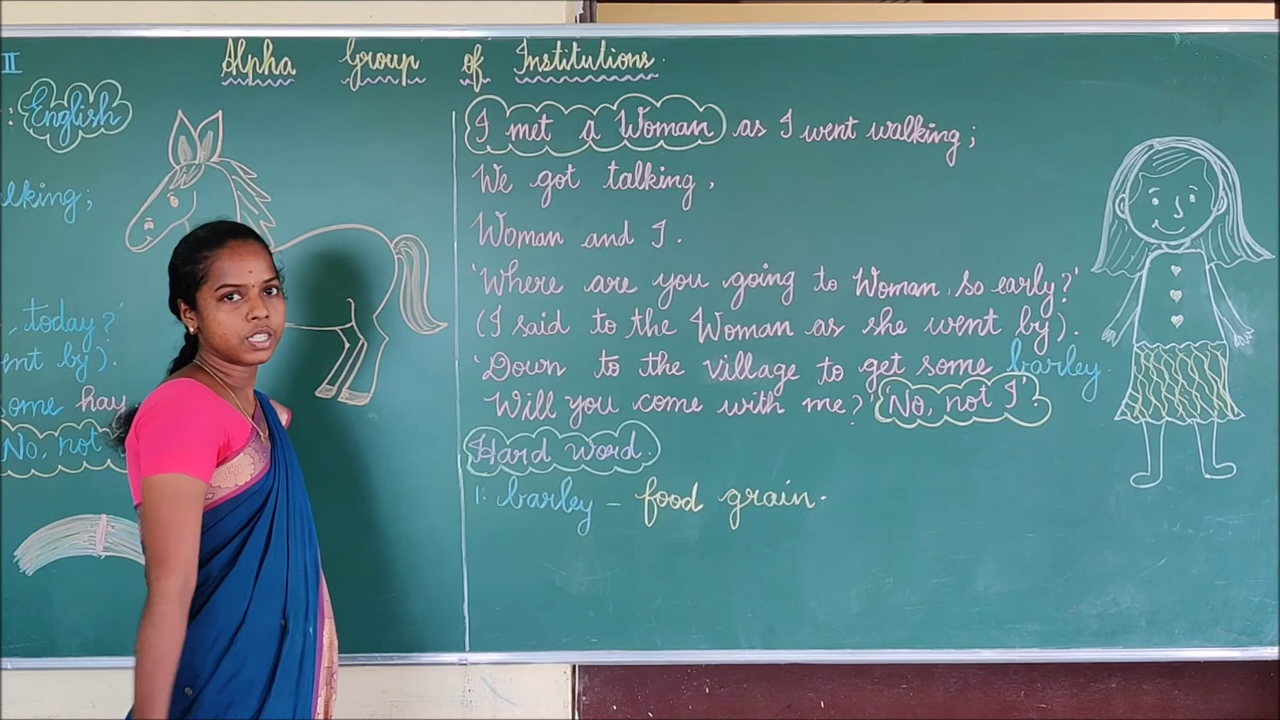 II
Alpha Group of Institutions.
: English
lking;
, today?'
ent by).
some hay
No, not
I met a Woman as I went walking;
We got talking,
Woman and I.
'Where are you going to Woman, so early?'
(I said to the Woman as she went by).
'Down to the village to get some barley.
Will you come with me?' 'No, not I'
Hard word.
1. barley - food grain.